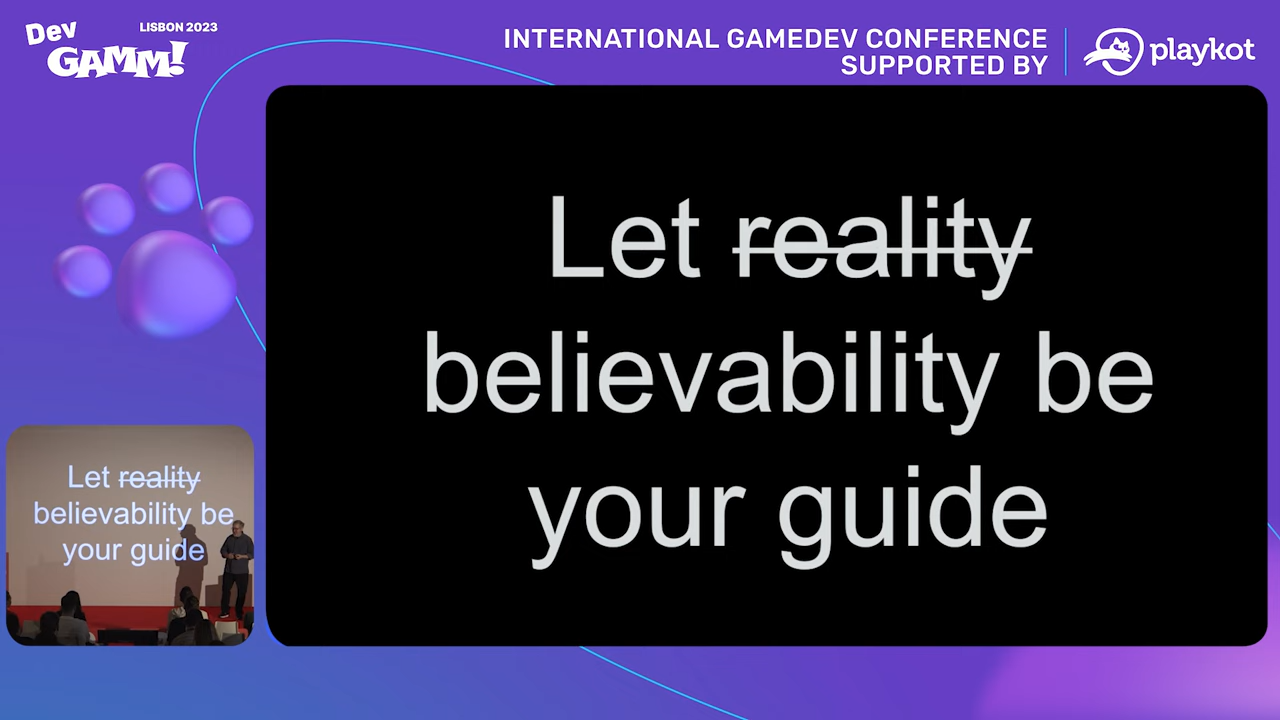 Dev
GAMM!
LISBON 2023
INTERNATIONAL GAMEDEV CONFERENCE
SUPPORTED BY
playkot
Let reality
believability be
your guide
Let reality
believability be
your guide